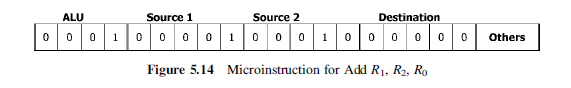 ALU Source 1 Source 2 Destination
0 0 0 1 0 0 0 0 1 0 0 0 1 0 0 0 0 0 0 Others
Figure 5.14 Microinstruction for Add R1, R2, R0